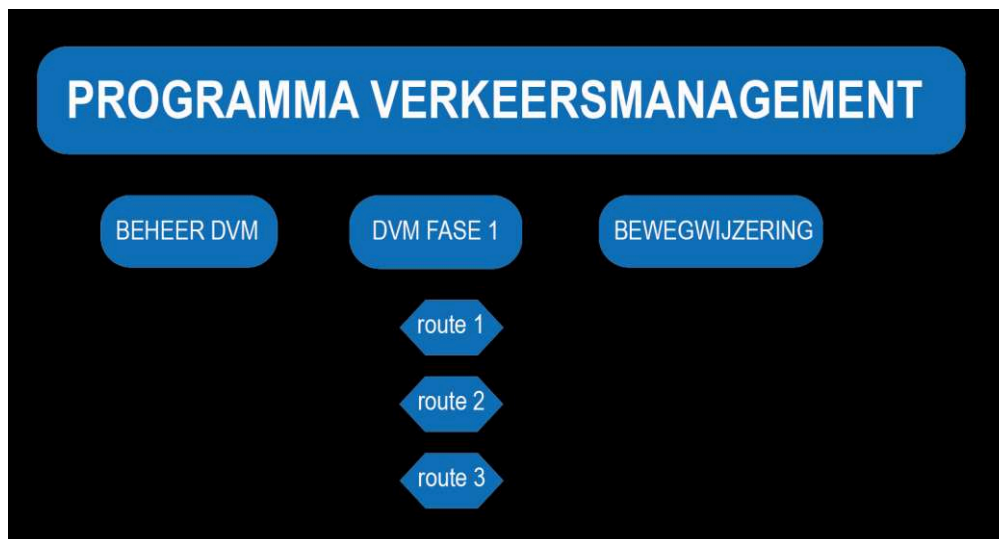 PROGRAMMA VERKEERSMANAGEMENT
BEHEER DVM
DVM FASE 1
BEWEGWIJZERING
route 1
route 2
route 3